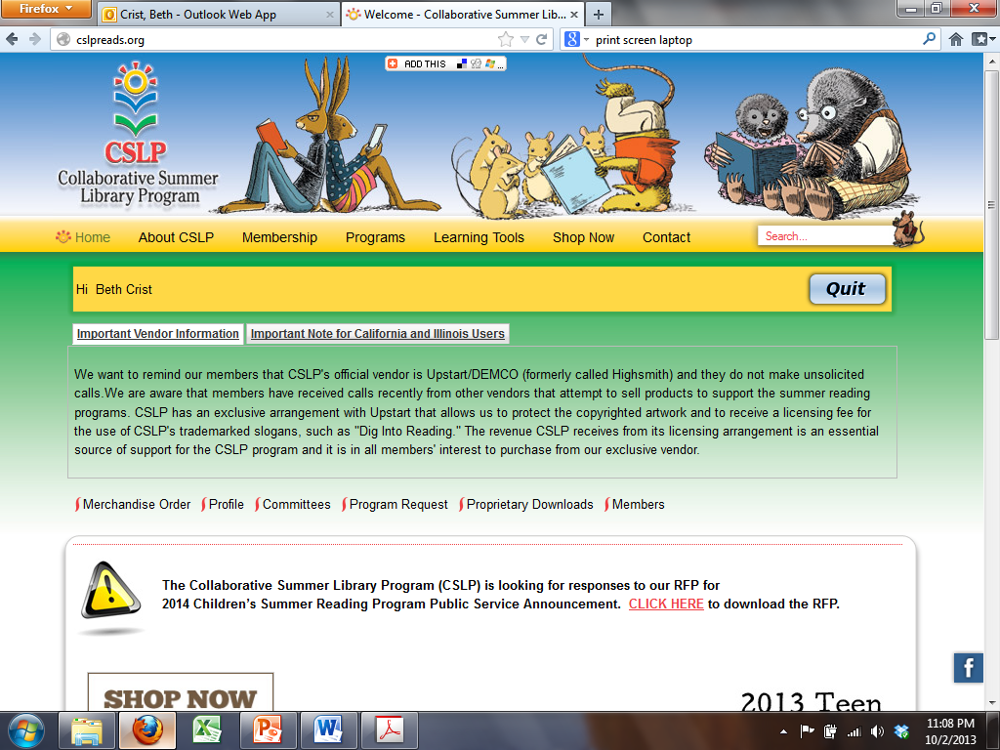 Firefox
Crist, Beth - Outlook Web App
Welcome - Collaborative Summer Lib...
cslpreads.org
print screen laptop
ADD THIS
CSLP
Collaborative Summer
Library Program
Home About CSLP Membership Programs Learning Tools Shop Now Contact Search...
Hi Beth Crist Quit
Important Vendor Information Important Note for California and Illinois Users
We want to remind our members that CSLP's official vendor is Upstart/DEMCO (formerly called Highsmith) and they do not make unsolicited
calls.We are aware that members have received calls recently from other vendors that attempt to sell products to support the summer reading
programs. CSLP has an exclusive arrangement with Upstart that allows us to protect the copyrighted artwork and to receive a licensing fee for
the use of CSLP's trademarked slogans, such as "Dig Into Reading." The revenue CSLP receives from its licensing arrangement is an essential
source of support for the CSLP program and it is in all members' interest to purchase from our exclusive vendor.
Merchandise Order Profile Committees Program Request Proprietary Downloads Members
The Collaborative Summer Library Program (CSLP) is looking for responses to our RFP for
2014 Children’s Summer Reading Program Public Service Announcement. CLICK HERE to download the RFP.
SHOP NOW
2013 Teen
11:08 PM
10/2/2013